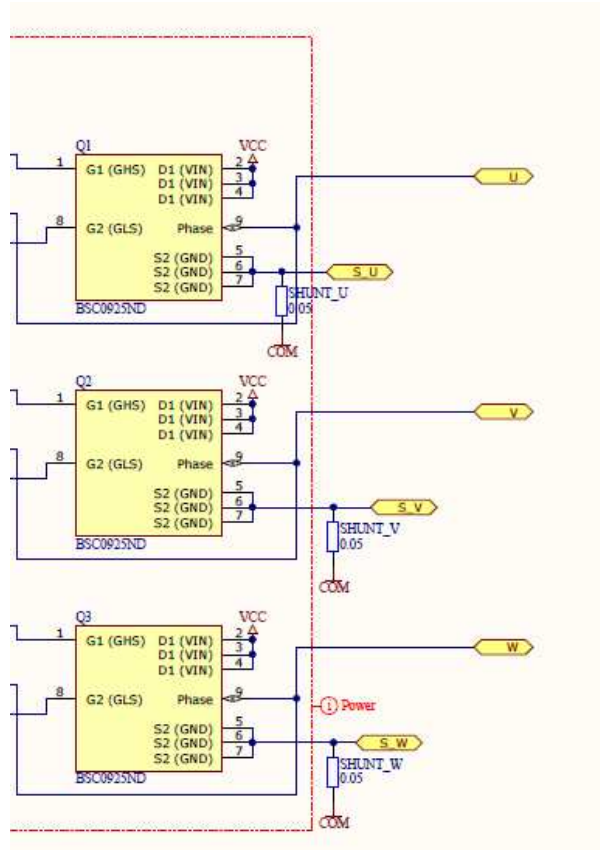 Q1
VCC
1 G1 (GHS) D1 (VIN) 2
D1 (VIN) 3
D1 (VIN) 4
U
8 G2 (GLS) Phase 9
S2 (GND) 5
S2 (GND) 6
S2 (GND) 7
S_U
BSC0925ND
SHUNT_U
0.05
COM
Q2
VCC
1 G1 (GHS) D1 (VIN) 2
D1 (VIN) 3
D1 (VIN) 4
V
8 G2 (GLS) Phase 9
S2 (GND) 5
S2 (GND) 6
S2 (GND) 7
S_V
BSC0925ND
SHUNT_V
0.05
COM
Q3
VCC
1 G1 (GHS) D1 (VIN) 2
D1 (VIN) 3
D1 (VIN) 4
W
8 G2 (GLS) Phase 9
i Power
S2 (GND) 5
S2 (GND) 6
S2 (GND) 7
S_W
BSC0925ND
SHUNT_W
0.05
COM